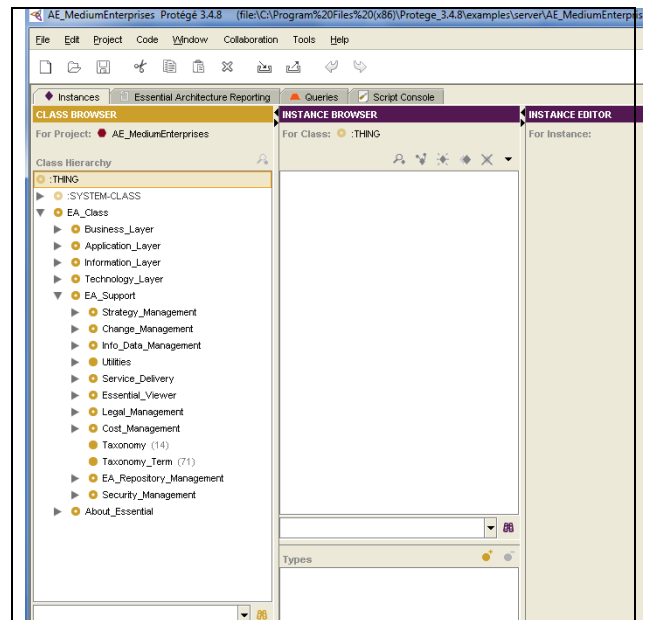 AE_MediumEnterprises Protégé 3.4.8 (file:\C:\Program%20Files%20(x86)\Protege_3.4.8\examples\server\AE_MediumEnterpris
File Edit Project Code Window Collaboration Tools Help
Instances Essential Architecture Reporting Queries Script Console
CLASS BROWSER INSTANCE BROWSER INSTANCE EDITOR
For Project: AE_MediumEnterprises For Class: :THING For Instance:
Class Hierarchy
:THING
:SYSTEM-CLASS
EA_Class
Business_Layer
Application_Layer
Information_Layer
Technology_Layer
EA_Support
Strategy_Management
Change_Management
Info_Data_Management
Utilities
Service_Delivery
Essential_Viewer
Legal_Management
Cost_Management
Taxonomy (14)
Taxonomy_Term (71)
EA_Repository_Management
Security_Management
About_Essential
Types